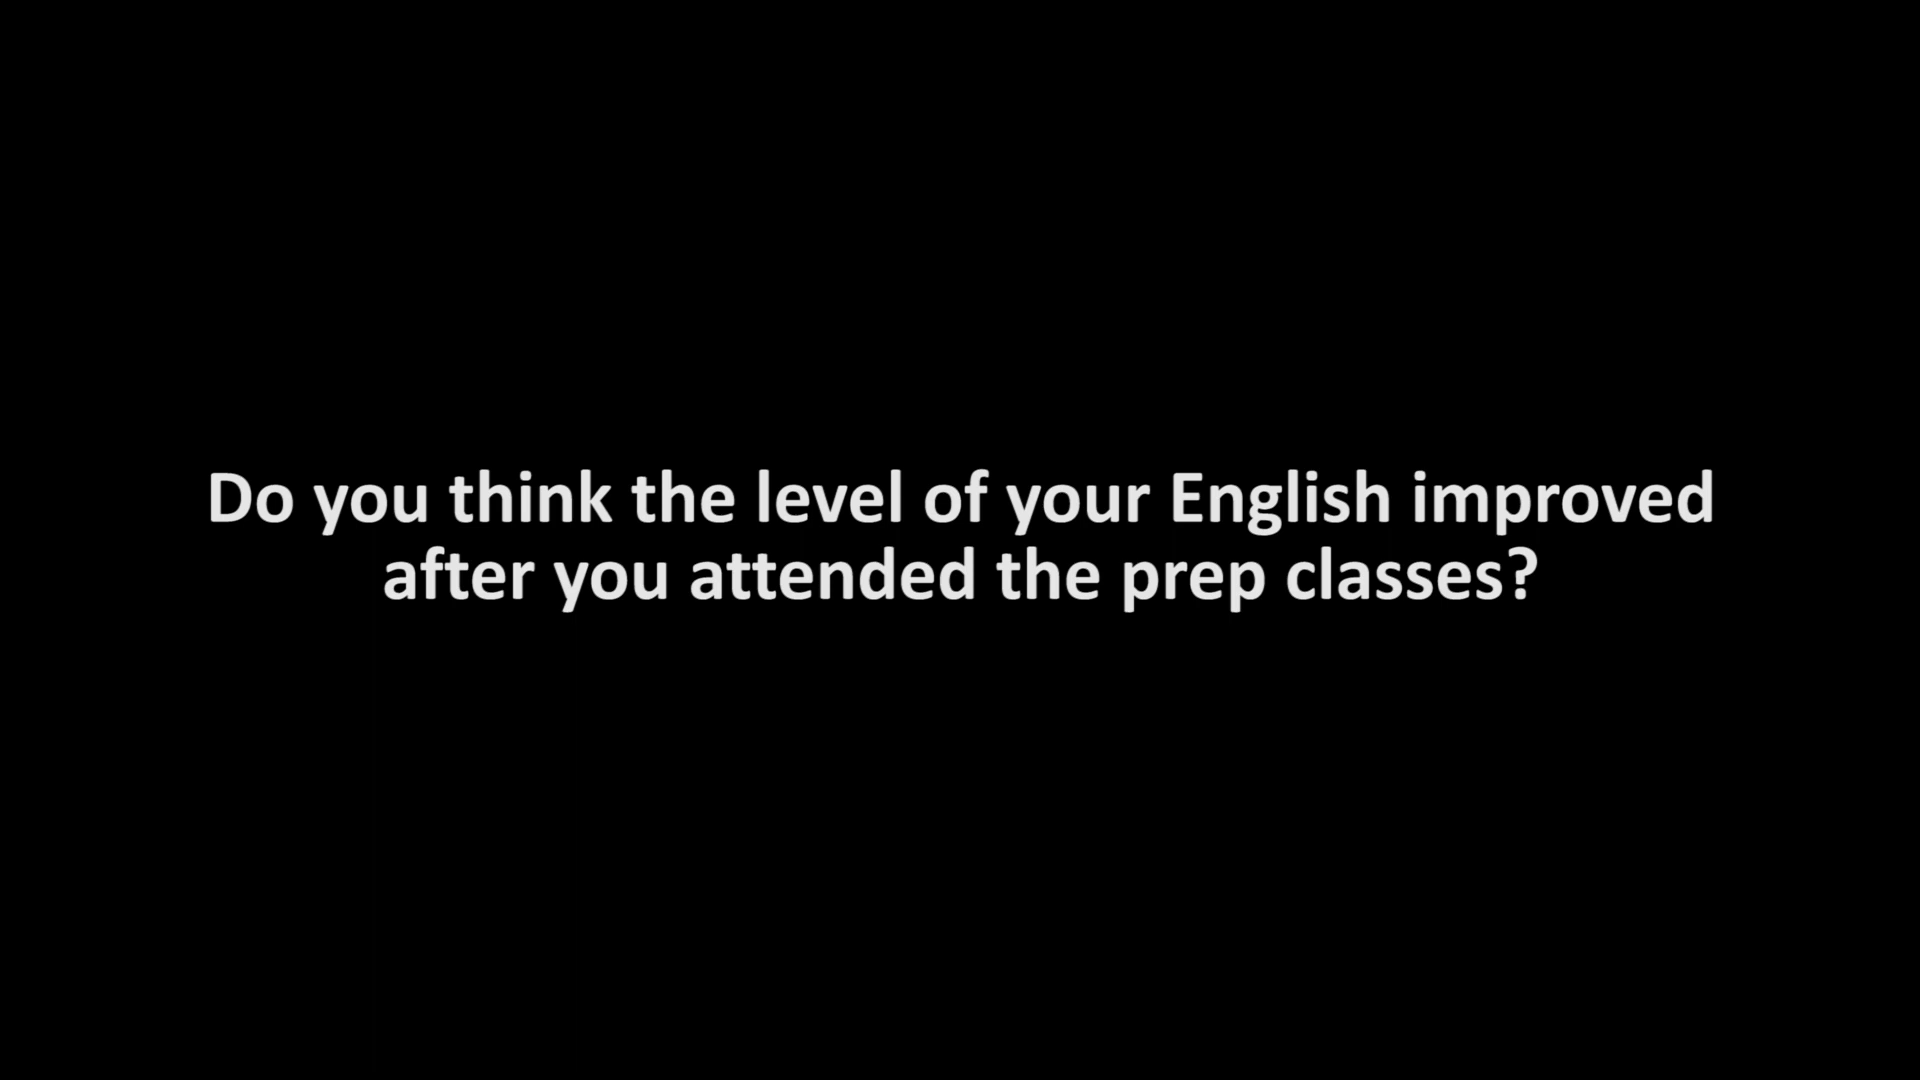 Do you think the level of your English improved
after you attended the prep classes?